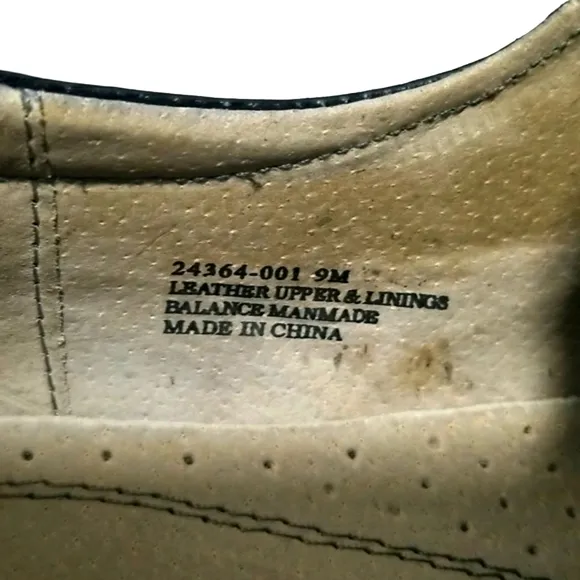 24364-001 9M
LEATHER UPPER & LININGS
BALANCE MANMADE
MADE IN CHINA